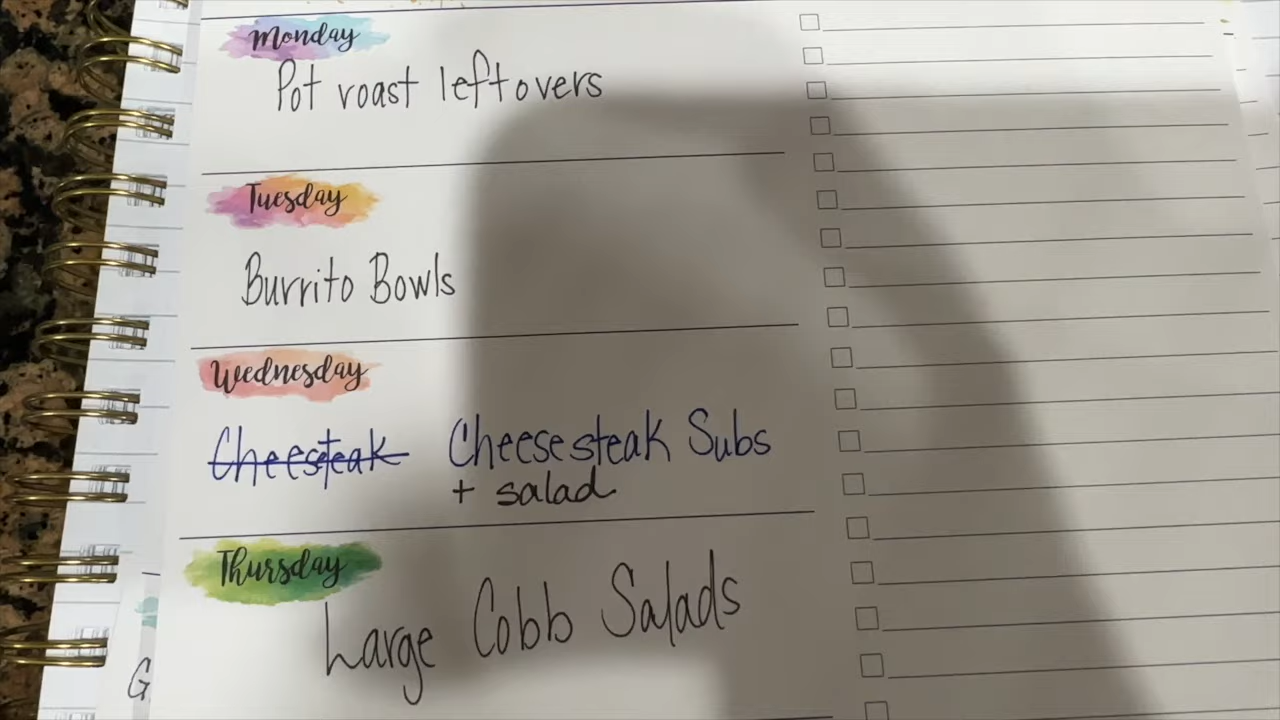 Monday
Pot roast leftovers
Tuesday
Burrito Bowls
Wednesday
Cheesteak Cheesesteak Subs
+ salad
Thursday
Large Cobb Salads
G